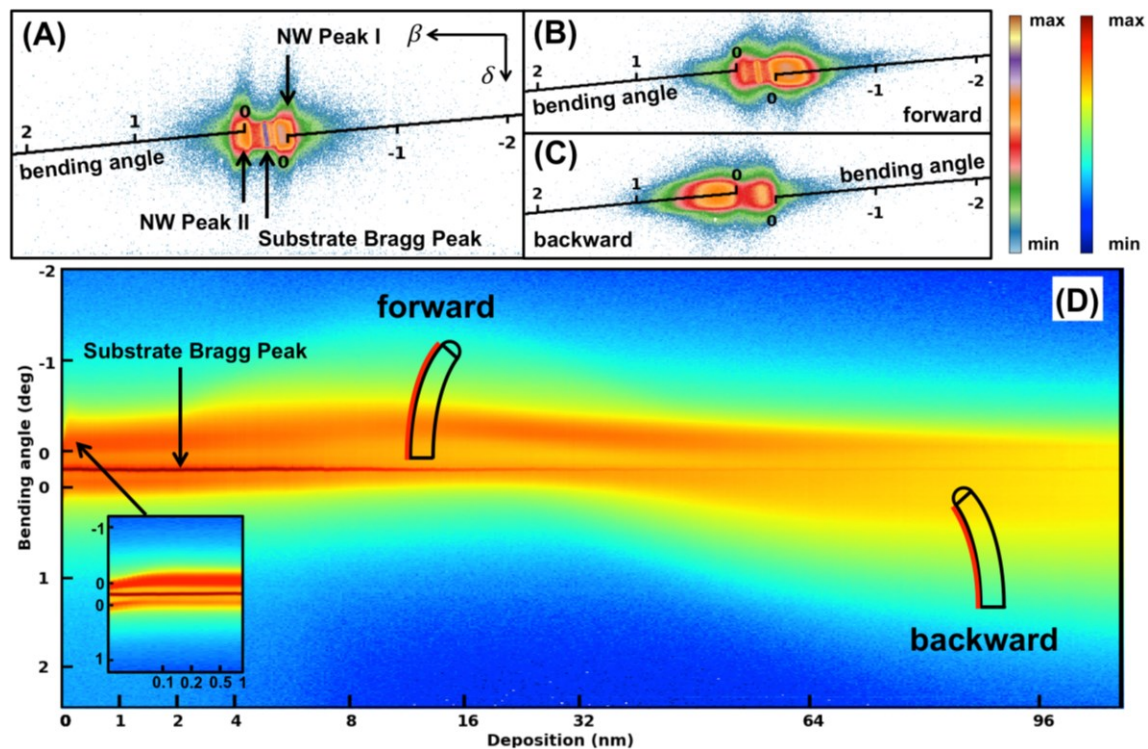 (A)
NW Peak I
β
δ
2
1
0
0
-1
-2
bending angle
NW Peak II
Substrate Bragg Peak
(B)
2
1
0
0
-1
-2
bending angle
forward
(C)
2
1
0
0
-1
-2
bending angle
backward
max
max
min
min
(D)
forward
Substrate Bragg Peak
backward
Bending angle (deg)
-2
-1
0
0
1
2
-1
0
0
1
0.1 0.2 0.5 1
0 1 2 4 8 16 32 64 96
Deposition (nm)